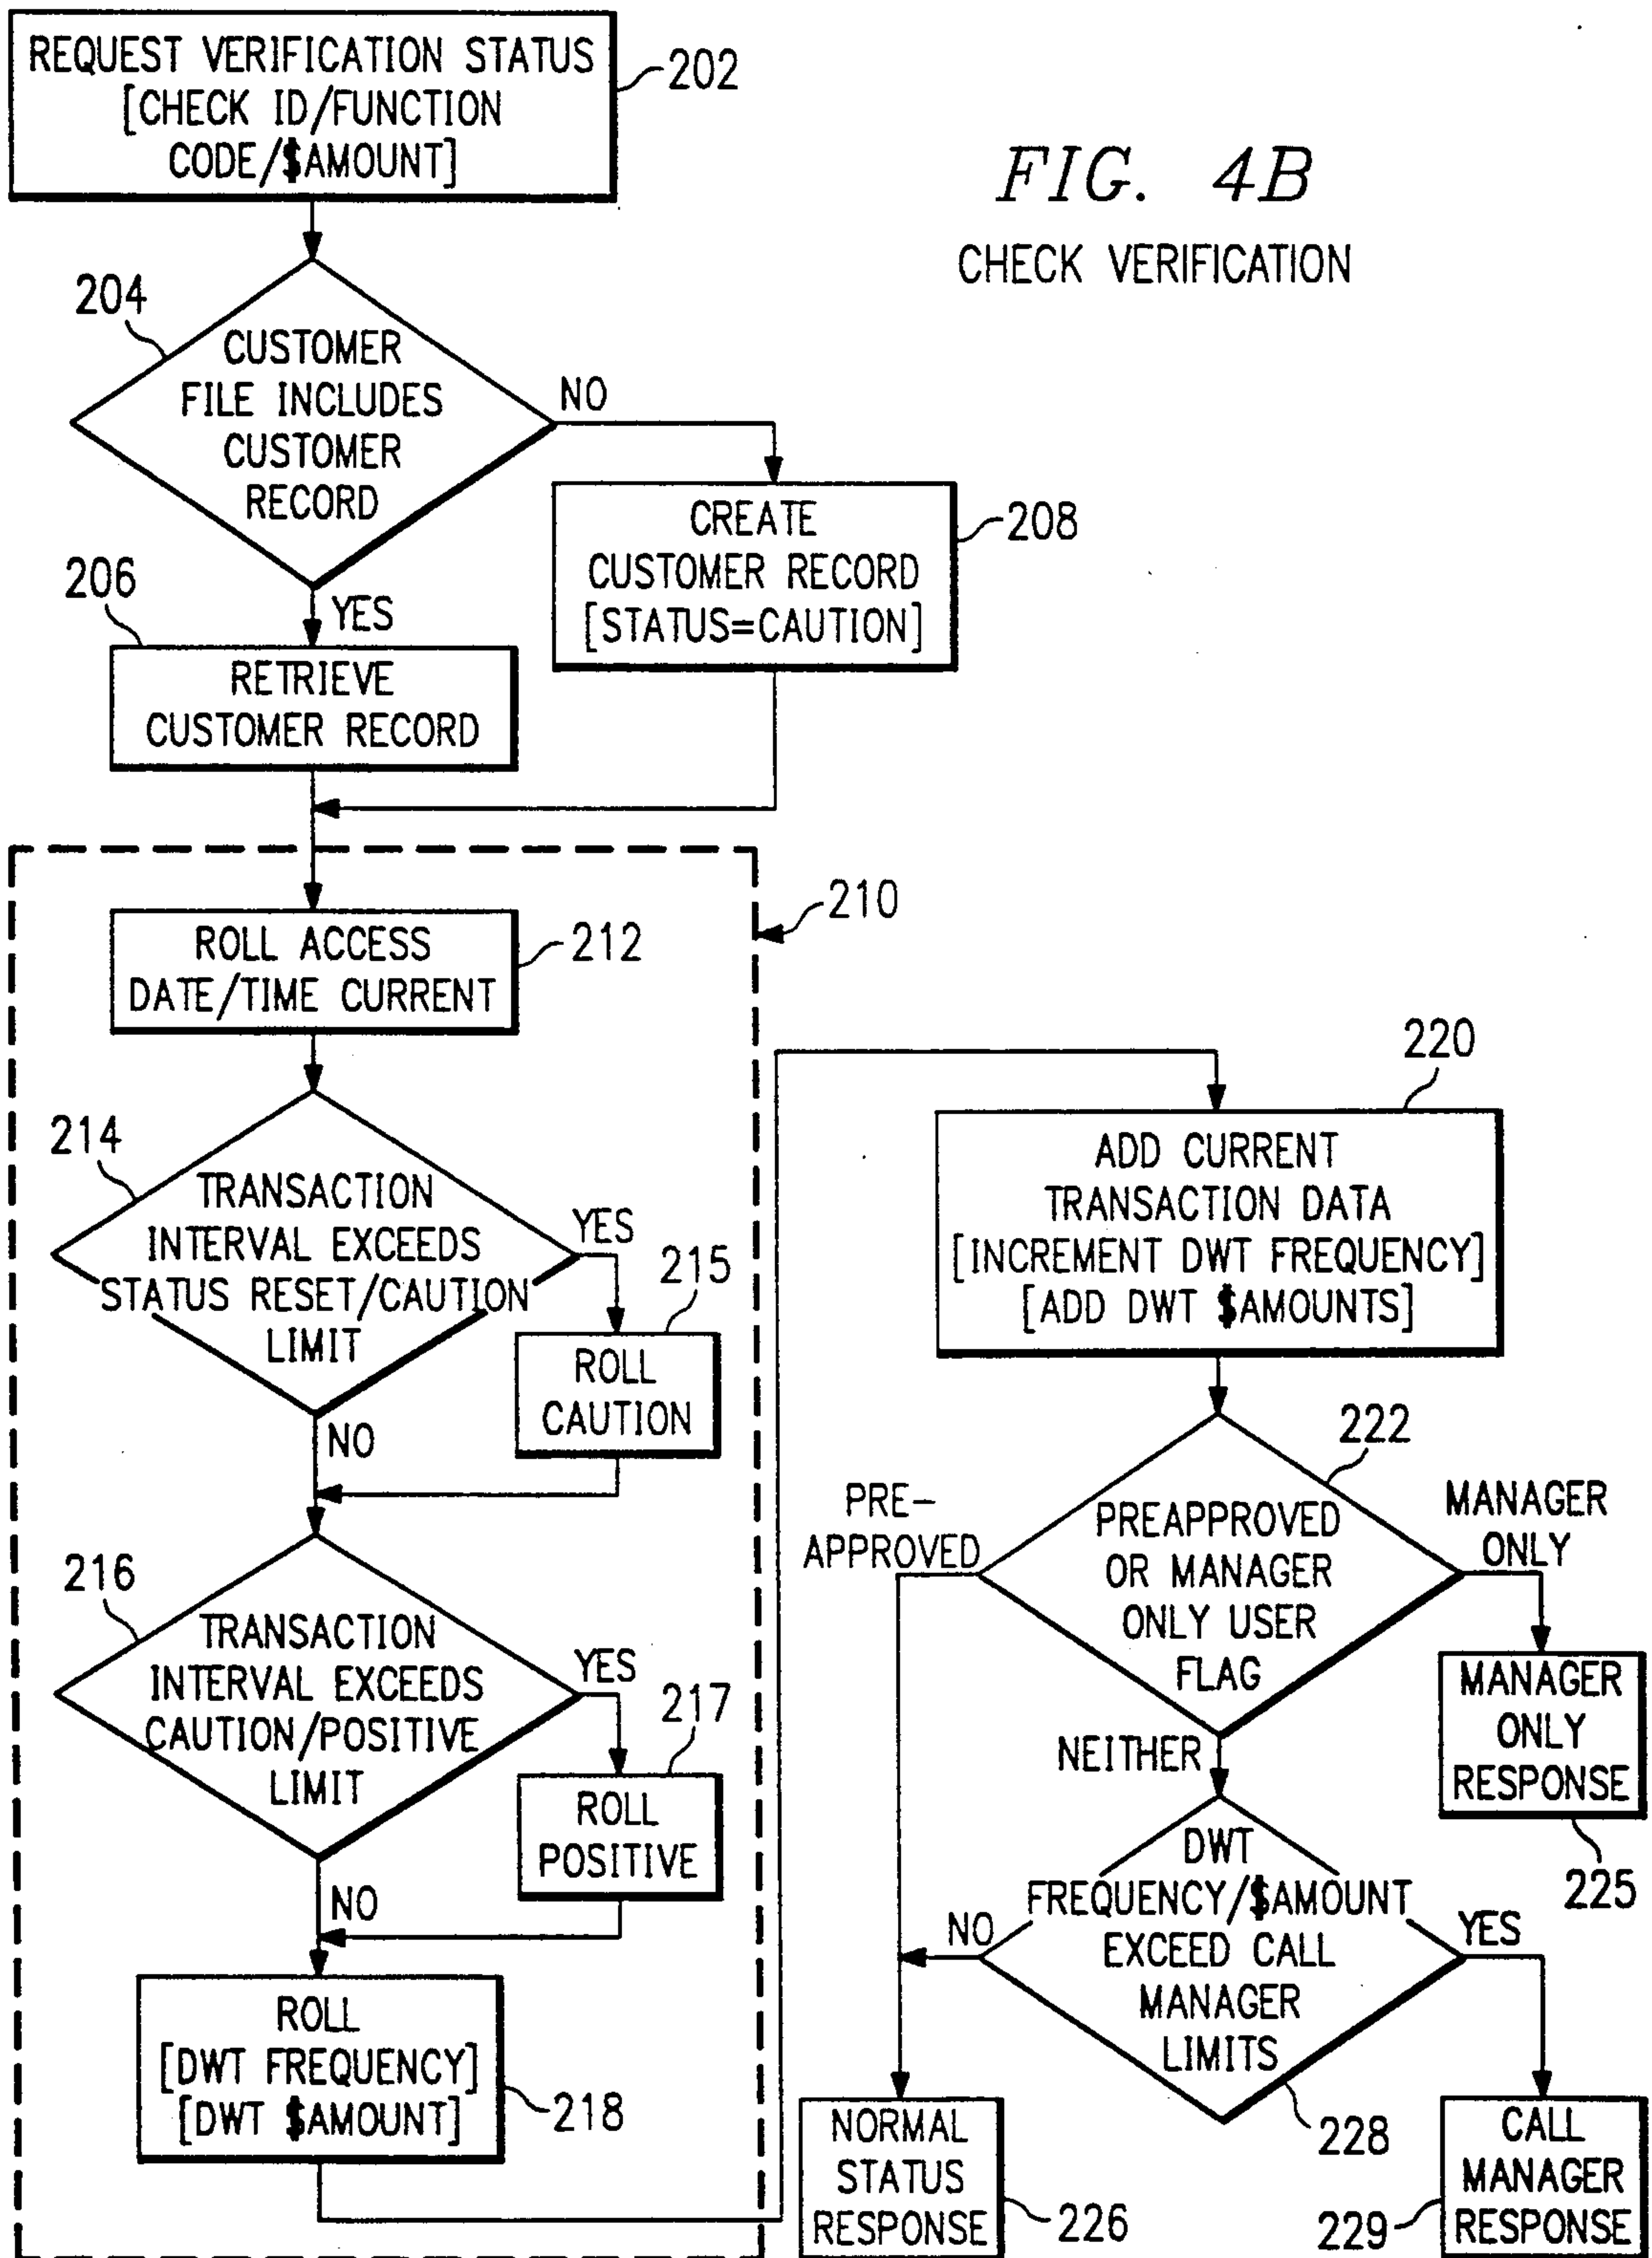 REQUEST VERIFICATION STATUS
[CHECK ID/FUNCTION
CODE/$AMOUNT]
202
FIG. 4B
CHECK VERIFICATION
204
CUSTOMER
FILE INCLUDES
CUSTOMER
RECORD
NO
YES
206
RETRIEVE
CUSTOMER RECORD
CREATE
CUSTOMER RECORD
[STATUS=CAUTION]
208
210
ROLL ACCESS
DATE/TIME CURRENT
212
214
TRANSACTION
INTERVAL EXCEEDS
STATUS RESET/CAUTION
LIMIT
YES
215
ROLL
CAUTION
NO
216
TRANSACTION
INTERVAL EXCEEDS
CAUTION/POSITIVE
LIMIT
YES
217
ROLL
POSITIVE
NO
ROLL
[DWT FREQUENCY]
[DWT $AMOUNT]
218
220
ADD CURRENT
TRANSACTION DATA
[INCREMENT DWT FREQUENCY]
[ADD DWT $AMOUNTS]
222
PRE-
APPROVED
PREAPPROVED
OR MANAGER
ONLY USER
FLAG
MANAGER
ONLY
MANAGER
ONLY
RESPONSE
225
NEITHER
DWT
FREQUENCY/$AMOUNT
EXCEED CALL
MANAGER
LIMITS
NO
YES
228
NORMAL
STATUS
RESPONSE
226
CALL
MANAGER
RESPONSE
229